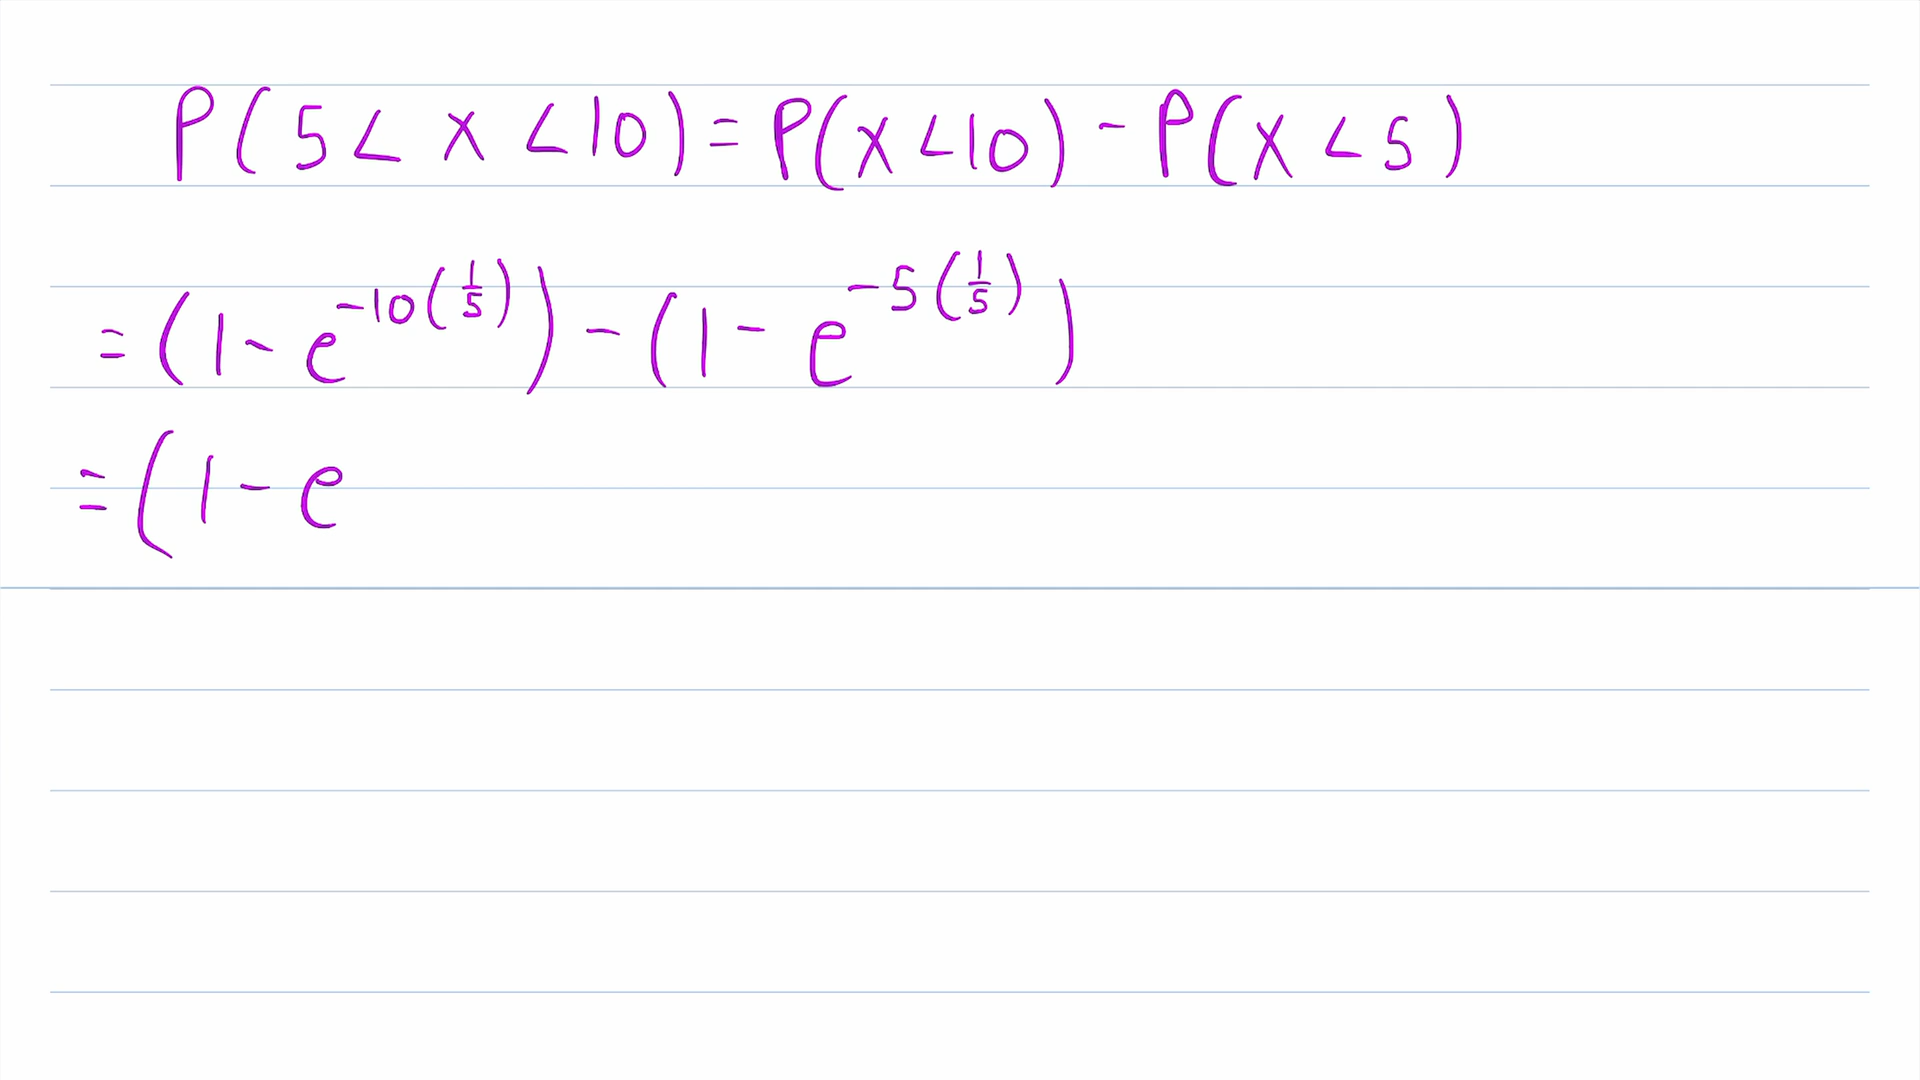 P(5 < x < 10) = P(x < 10) - P(x < 5)
= (1 - e^{-10(1/5)}) - (1 - e^{-5(1/5)})
= (1 - e